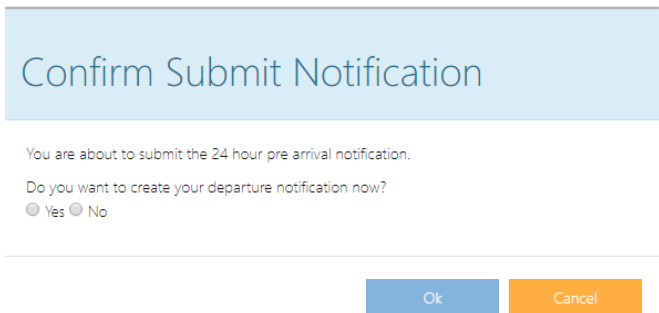 Confirm Submit Notification
You are about to submit the 24 hour pre arrival notification.
Do you want to create your departure notification now?
Yes No
Ok Cancel